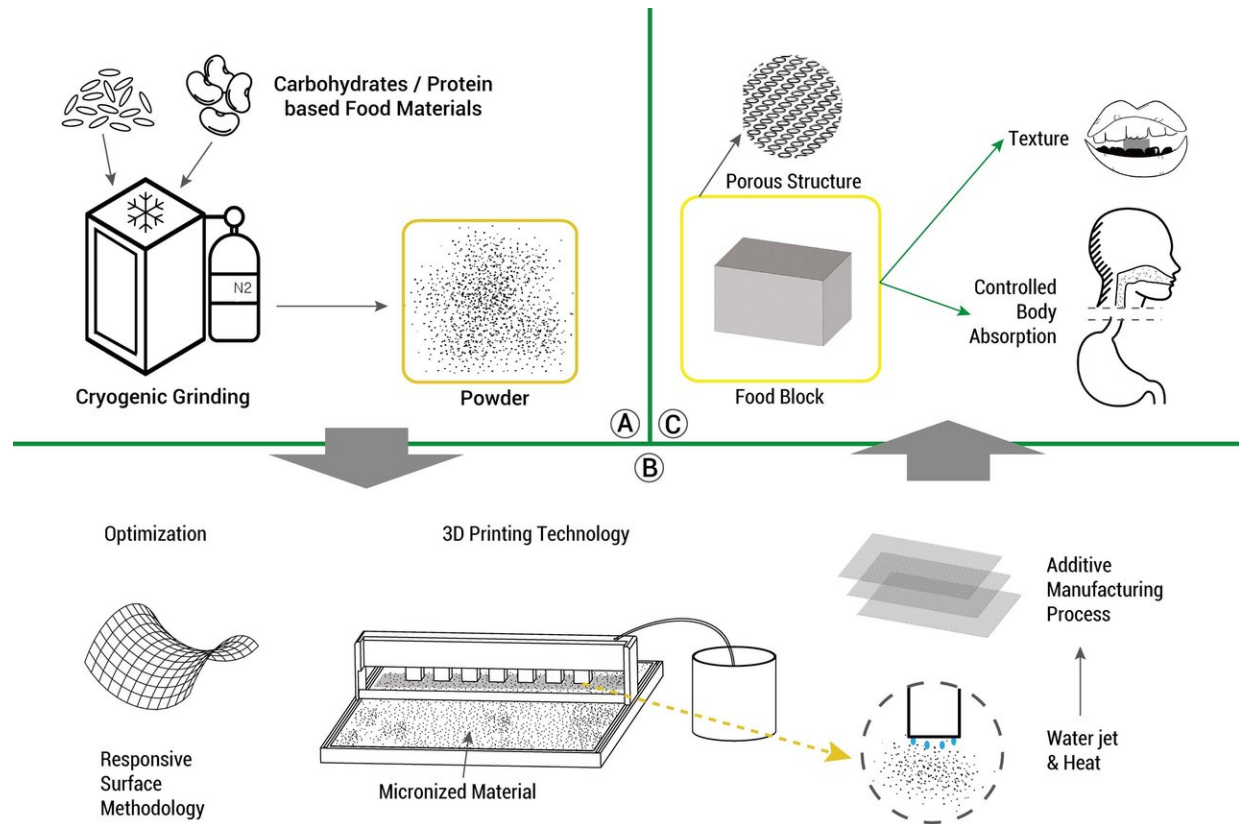 Carbohydrates / Protein
based Food Materials
N2
Cryogenic Grinding
Powder
A
C
Porous Structure
Food Block
Texture
Controlled
Body
Absorption
B
Optimization
Responsive
Surface
Methodology
3D Printing Technology
Micronized Material
Additive
Manufacturing
Process
Water jet
& Heat